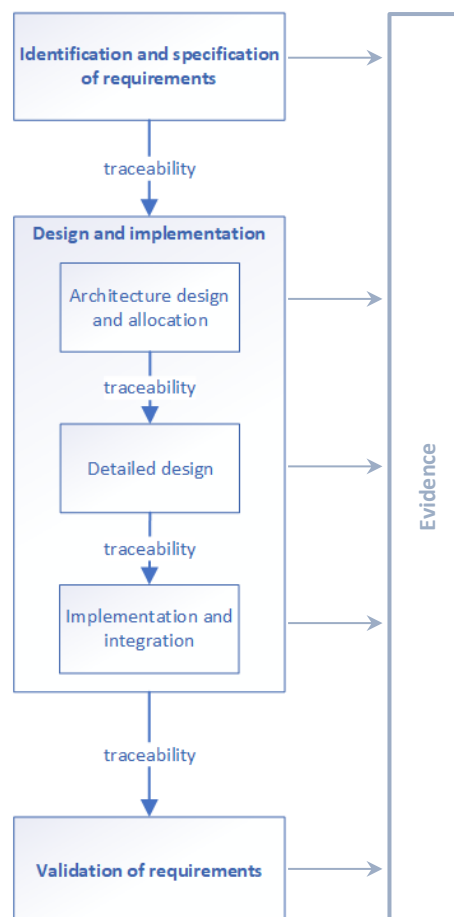 Identification and specification
of requirements
traceability
Design and implementation
Architecture design
and allocation
traceability
Detailed design
traceability
Implementation and
integration
traceability
Validation of requirements
Evidence